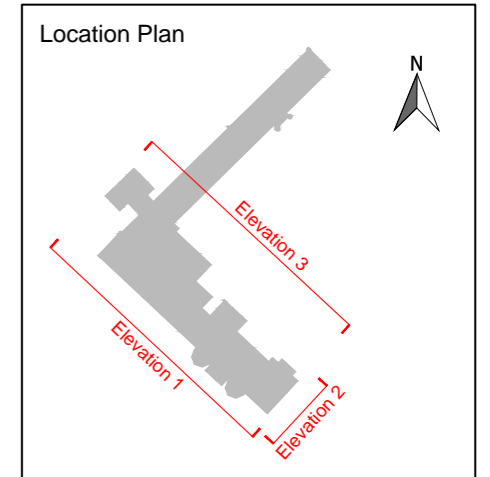 Location Plan
N
Elevation 3
Elevation 1
Elevation 2